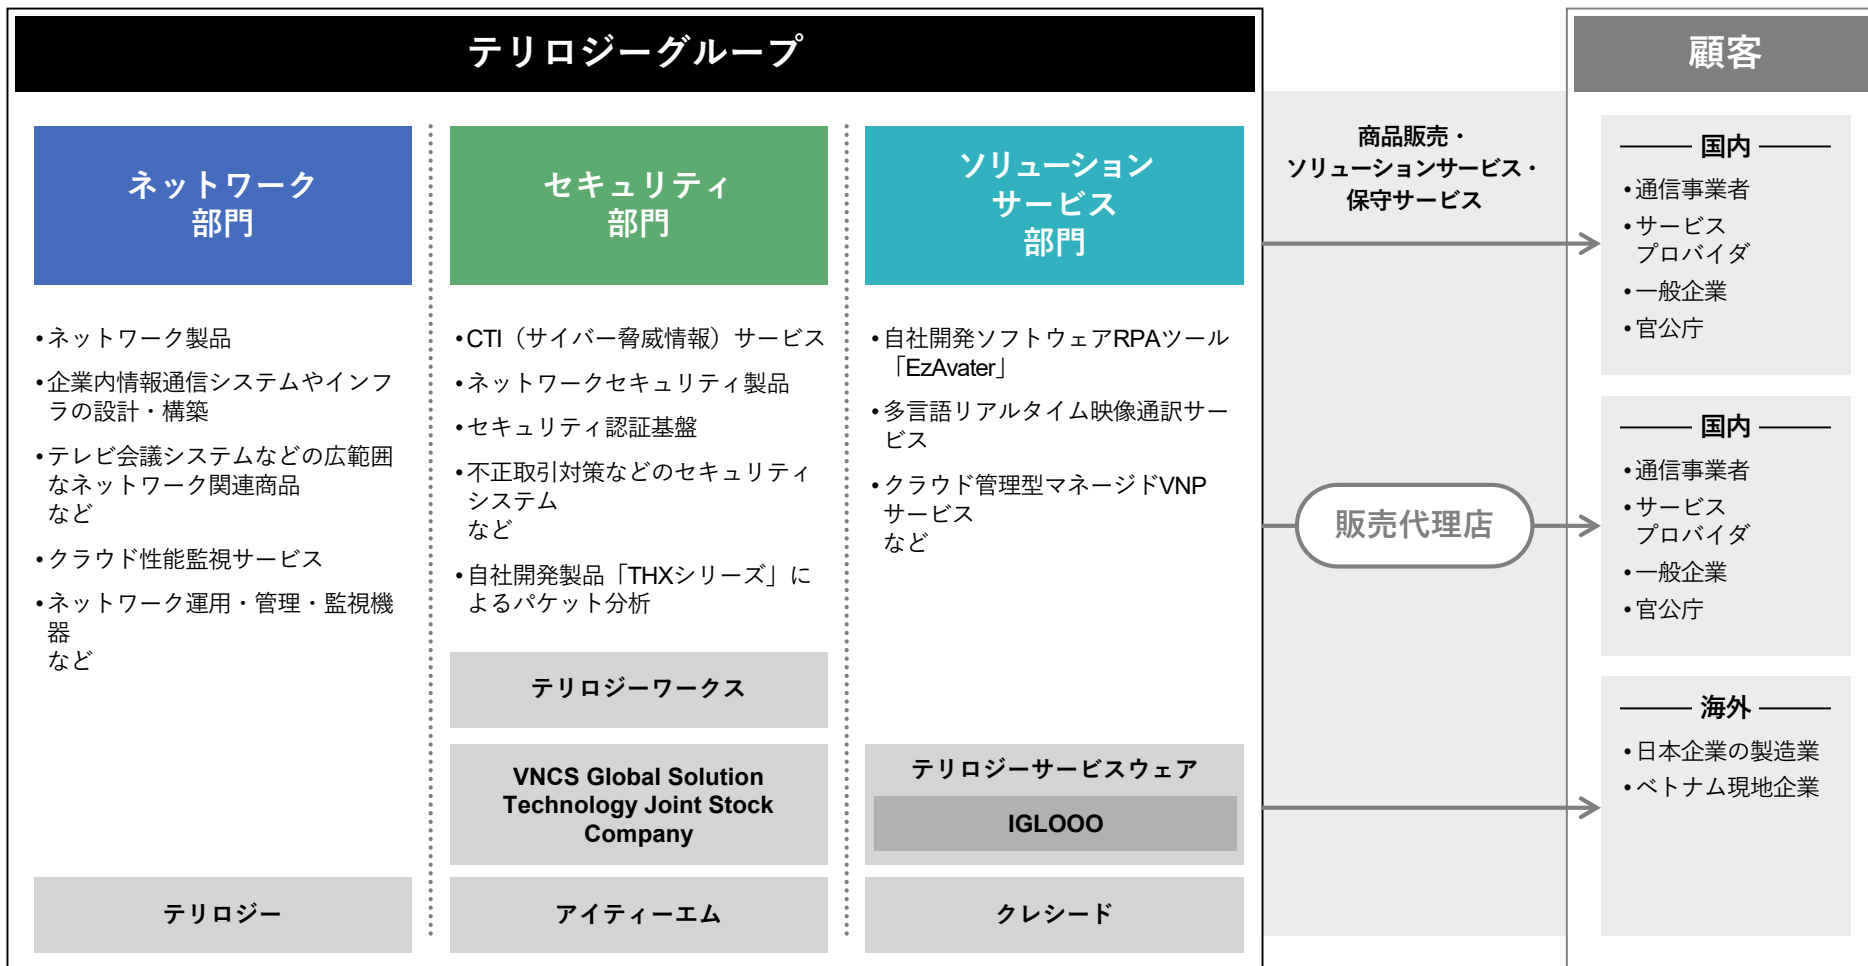 テリロジーグループ
ネットワーク
部門
・ネットワーク製品
・企業内情報通信システムやインフ
ラの設計・構築
・テレビ会議システムなどの広範囲
なネットワーク関連商品
など
・クラウド性能監視サービス
・ネットワーク運用・管理・監視機
器
など
テリロジー
セキュリティ
部門
・CTI（サイバー脅威情報）サービス
・ネットワークセキュリティ製品
・セキュリティ認証基盤
・不正取引対策などのセキュリティ
システム
など
・自社開発製品「THXシリーズ」に
よるパケット分析
テリロジーワークス
VNCS Global Solution
Technology Joint Stock
Company
アイティーエム
ソリューション
サービス
部門
・自社開発ソフトウェアRPAツール
「EzAvater」
・多言語リアルタイム映像通訳サー
ビス
・クラウド管理型マネージドVNP
サービス
など
テリロジーサービスウェア
IGLOOO
クレシード
商品販売・
ソリューションサービス・
保守サービス
販売代理店
顧客
国内
・通信事業者
・サービス
プロバイダ
・一般企業
・官公庁
国内
・通信事業者
・サービス
プロバイダ
・一般企業
・官公庁
海外
・日本企業の製造業
・ベトナム現地企業